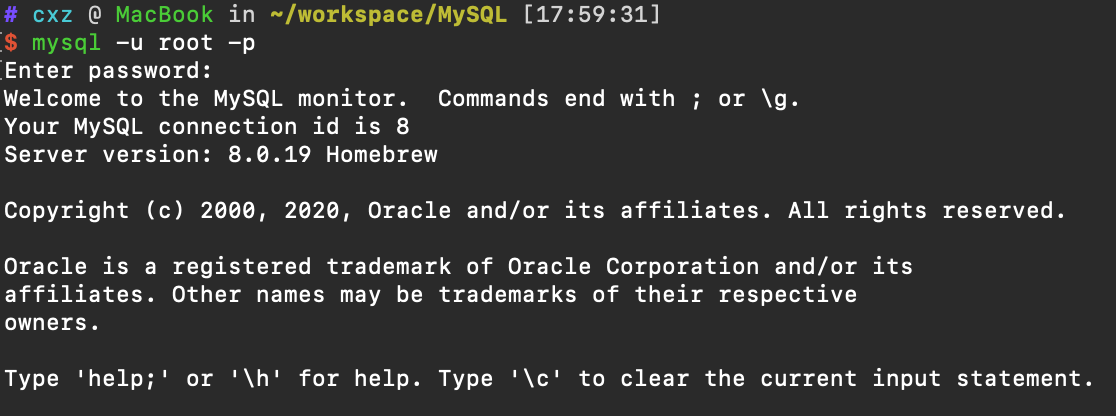 # cxz @ MacBook in ~/workspace/MySQL [17:59:31]
$ mysql -u root -p
Enter password:
Welcome to the MySQL monitor.  Commands end with ; or \g.
Your MySQL connection id is 8
Server version: 8.0.19 Homebrew
Copyright (c) 2000, 2020, Oracle and/or its affiliates. All rights reserved.
Oracle is a registered trademark of Oracle Corporation and/or its
affiliates. Other names may be trademarks of their respective
owners.
Type 'help;' or '\h' for help. Type '\c' to clear the current input statement.